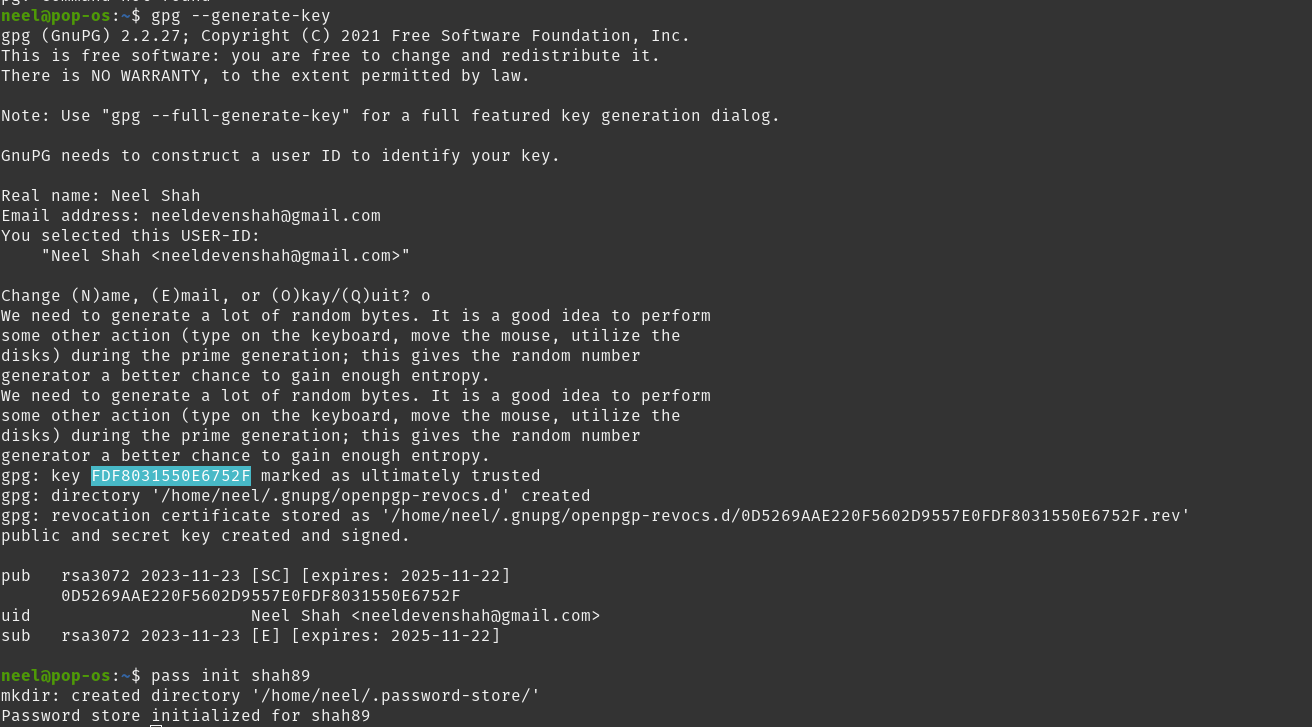 neel@pop-os:~$ gpg --generate-key
gpg (GnuPG) 2.2.27; Copyright (C) 2021 Free Software Foundation, Inc.
This is free software: you are free to change and redistribute it.
There is NO WARRANTY, to the extent permitted by law.

Note: Use "gpg --full-generate-key" for a full featured key generation dialog.

GnuPG needs to construct a user ID to identify your key.

Real name: Neel Shah
Email address: neeldevenshah@gmail.com
You selected this USER-ID:
    "Neel Shah <neeldevenshah@gmail.com>"

Change (N)ame, (E)mail, or (O)kay/(Q)uit? o
We need to generate a lot of random bytes. It is a good idea to perform
some other action (type on the keyboard, move the mouse, utilize the
disks) during the prime generation; this gives the random number
generator a better chance to gain enough entropy.
We need to generate a lot of random bytes. It is a good idea to perform
some other action (type on the keyboard, move the mouse, utilize the
disks) during the prime generation; this gives the random number
generator a better chance to gain enough entropy.
gpg: key FDF8031550E6752F marked as ultimately trusted
gpg: directory '/home/neel/.gnupg/openpgp-revocs.d' created
gpg: revocation certificate stored as '/home/neel/.gnupg/openpgp-revocs.d/0D5269AAE220F5602D9557E0FDF8031550E6752F.rev'
public and secret key created and signed.

pub   rsa3072 2023-11-23 [SC] [expires: 2025-11-22]
      0D5269AAE220F5602D9557E0FDF8031550E6752F
uid                      Neel Shah <neeldevenshah@gmail.com>
sub   rsa3072 2023-11-23 [E] [expires: 2025-11-22]

neel@pop-os:~$ pass init shah89
mkdir: created directory '/home/neel/.password-store/'
Password store initialized for shah89